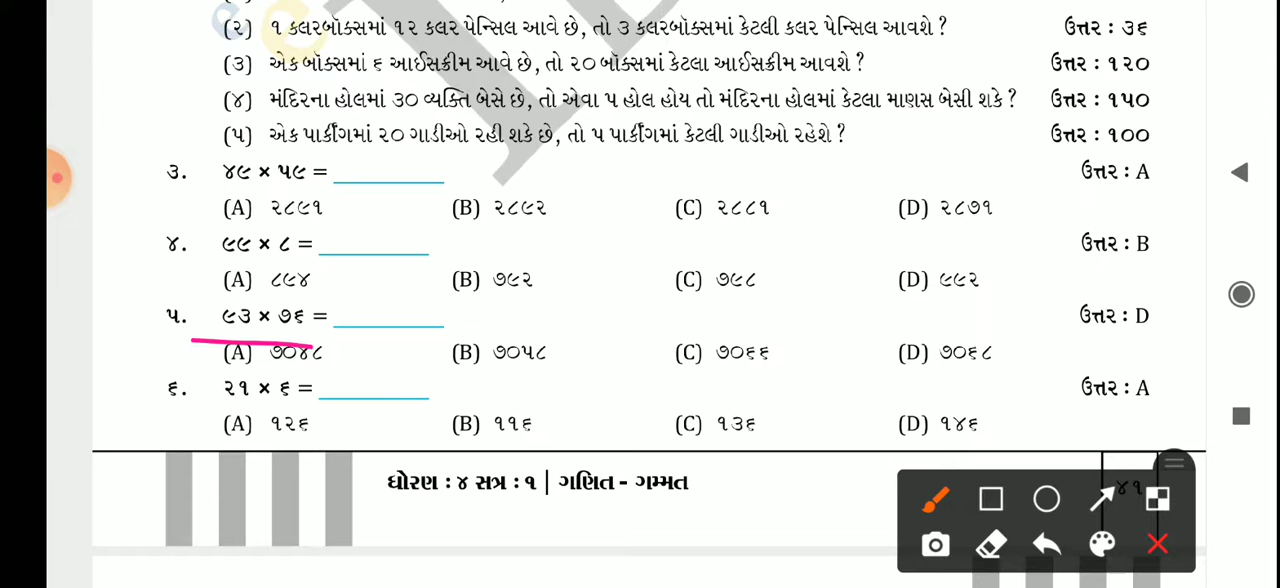 (૨) ૧ કલરબૉક્સમાં ૧૨ કલર પેન્સિલ આવે છે, તો ૩ કલરબૉક્સમાં કેટલી કલર પેન્સિલ આવશે ? ઉત્તર : ૩૬
(૩) એક બૉક્સમાં ૬ આઈસક્રીમ આવે છે, તો ૨૦ બૉક્સમાં કેટલા આઈસક્રીમ આવશે ? ઉત્તર : ૧૨૦
(૪) મંદિરના હોલમાં ૩૦ વ્યક્તિ બેસે છે, તો એવા ૫ હોલ હોય તો મંદિરના હોલમાં કેટલા માણસ બેસી શકે ? ઉત્તર : ૧૫૦
(૫) એક પાર્કીંગમાં ૨૦ ગાડીઓ રહી શકે છે, તો ૫ પાર્કીંગમાં કેટલી ગાડીઓ રહેશે ? ઉત્તર : ૧૦૦
૩. ૪૯ × ૫૯ = ________ ઉત્તર : A
(A) ૨૮૯૧ (B) ૨૮૯૨ (C) ૨૮૮૧ (D) ૨૮૭૧
૪. ૯૯ × ૮ = ________ ઉત્તર : B
(A) ૮૯૪ (B) ૭૯૨ (C) ૭૯૮ (D) ૯૯૨
૫. ૯૩ × ૭૬ = ________ ઉત્તર : D
(A) ૭૦૪૮ (B) ૭૦૫૮ (C) ૭૦૬૬ (D) ૭૦૬૮
૬. ૨૧ × ૬ = ________ ઉત્તર : A
(A) ૧૨૬ (B) ૧૧૬ (C) ૧૩૬ (D) ૧૪૬
ધોરણ : ૪ સત્ર : ૧ | ગણિત - ગમ્મત
૪૧